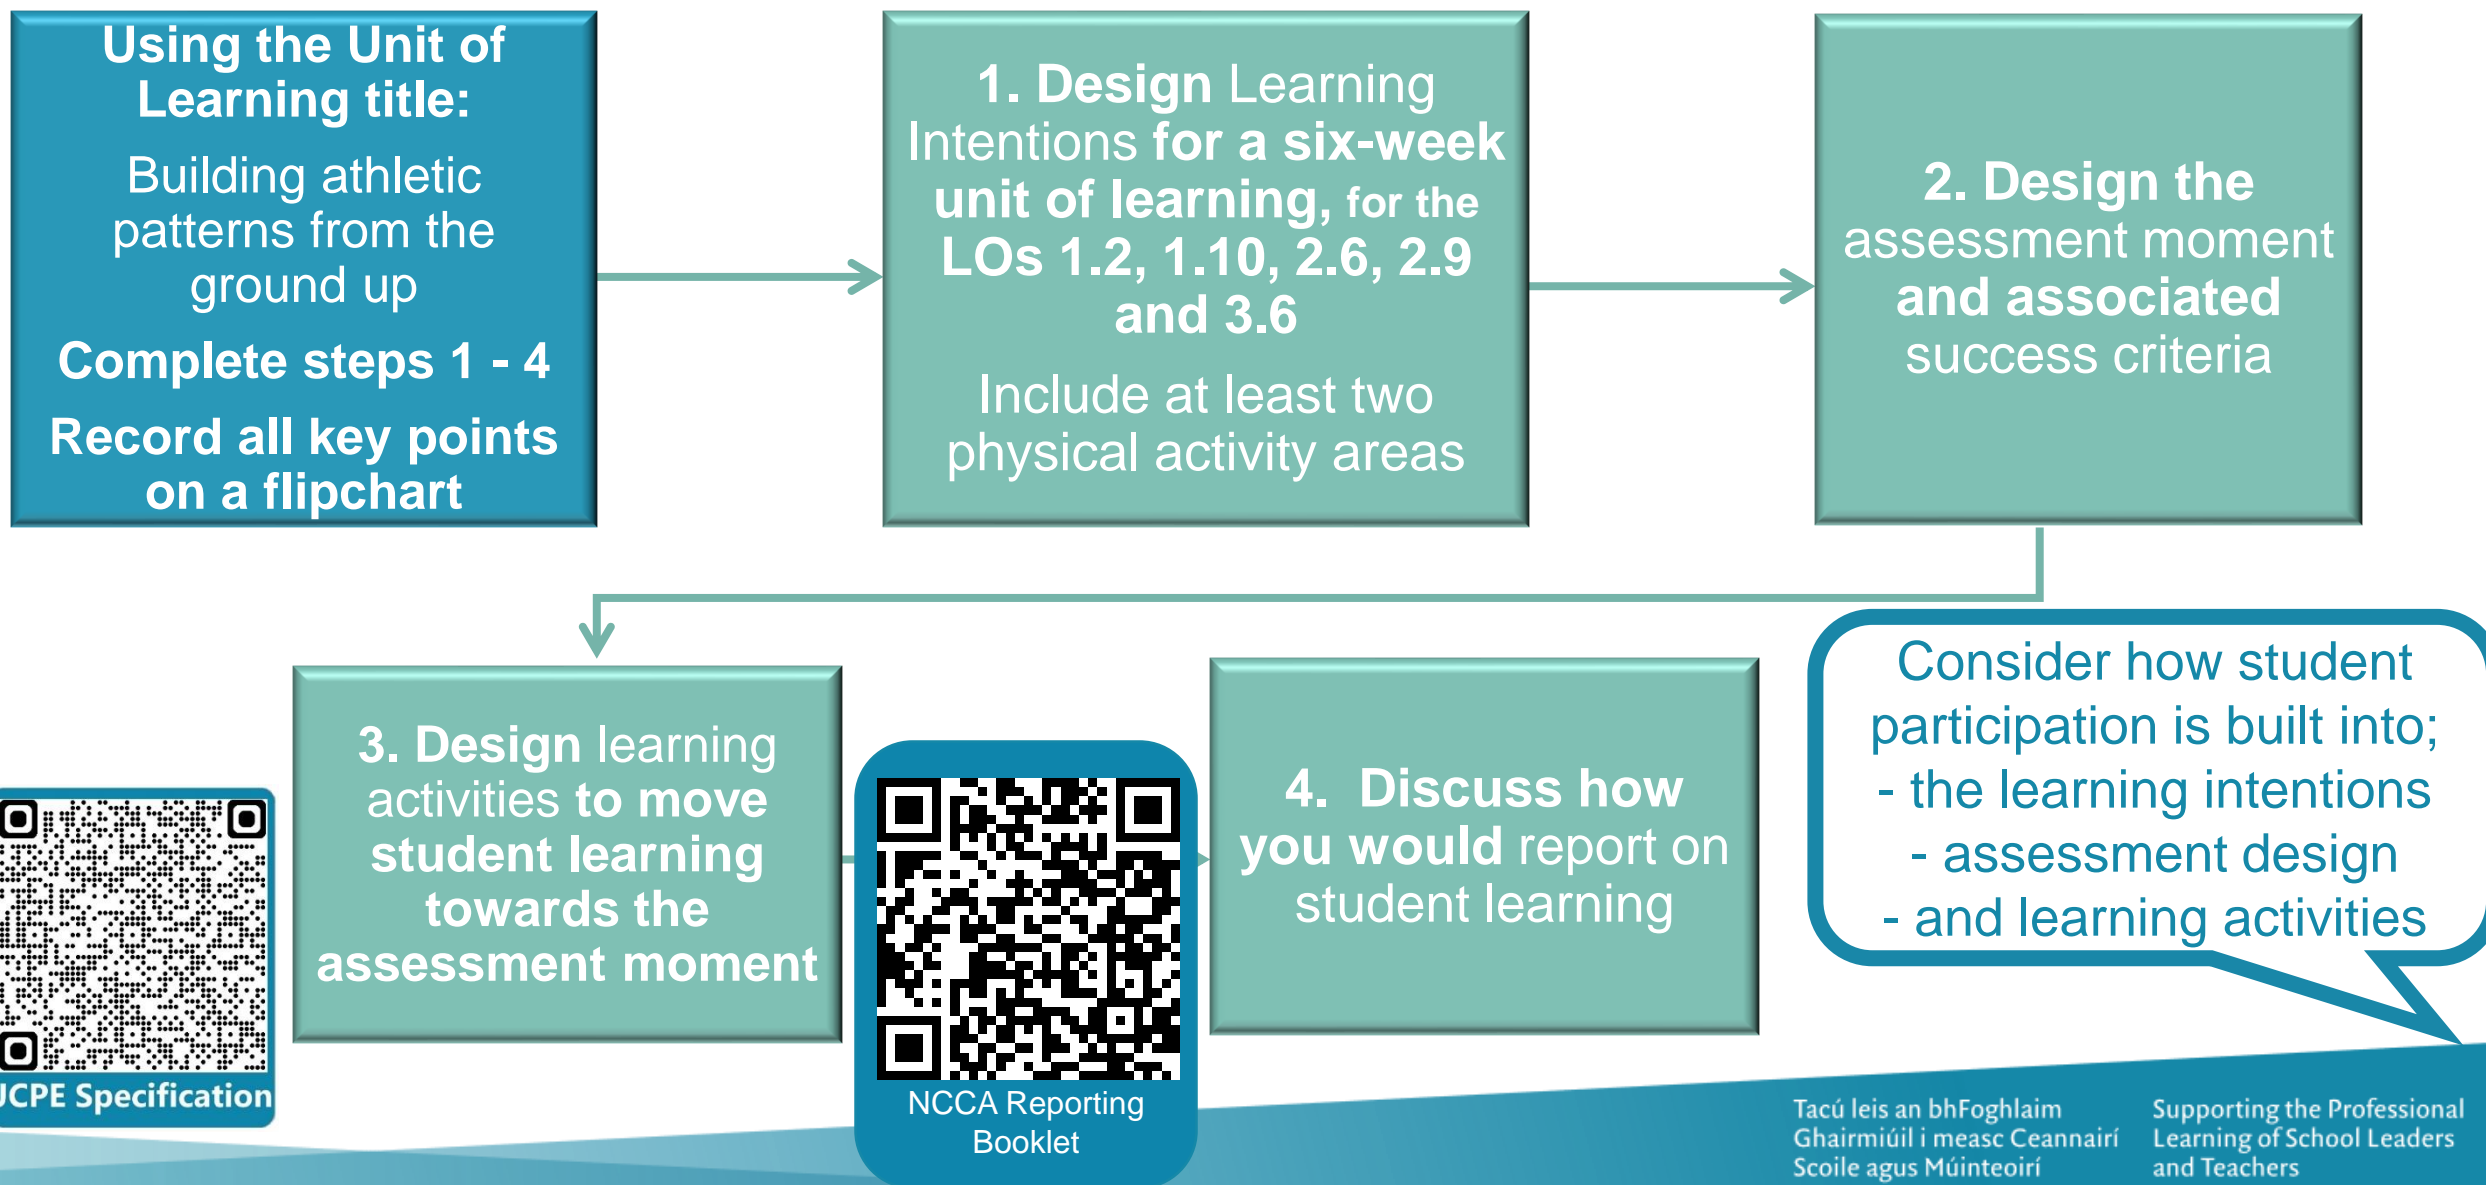 Using the Unit of
Learning title:
Building athletic
patterns from the
ground up
Complete steps 1 - 4
Record all key points
on a flipchart
1. Design Learning
Intentions for a six-week
unit of learning, for the
LOs 1.2, 1.10, 2.6, 2.9
and 3.6
Include at least two
physical activity areas
2. Design the
assessment moment
and associated
success criteria
3. Design learning
activities to move
student learning
towards the
assessment moment
4. Discuss how
you would report on
student learning
Consider how student
participation is built into;
- the learning intentions
- assessment design
- and learning activities
JCPE Specification
NCCA Reporting
Booklet
Tacú leis an bhFoghlaim
Ghairmiúil i measc Ceannairí
Scoile agus Múinteoirí
Supporting the Professional
Learning of School Leaders
and Teachers